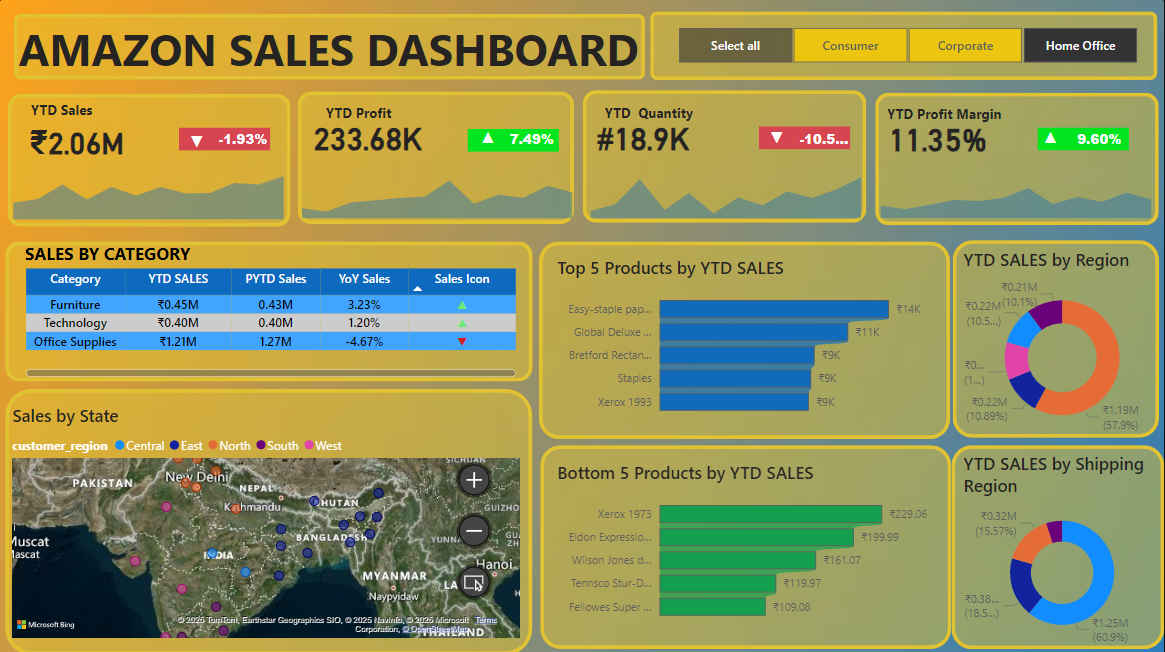 AMAZON SALES DASHBOARD
Select all
Consumer
Corporate
Home Office
YTD Sales
₹2.06M
▼ -1.93%
YTD Profit
233.68K
▲ 7.49%
YTD Quantity
#18.9K
▼ -10.5...
YTD Profit Margin
11.35%
▲ 9.60%
SALES BY CATEGORY
Category YTD SALES PYTD Sales YoY Sales Sales Icon
Furniture ₹0.45M 0.43M 3.23% ▲
Technology ₹0.40M 0.40M 1.20% ▲
Office Supplies ₹1.21M 1.27M -4.67% ▼
Top 5 Products by YTD SALES
Easy-staple pap... ₹14K
Global Deluxe ... ₹11K
Bretford Rectan... ₹9K
Staples ₹9K
Xerox 1993 ₹9K
YTD SALES by Region
₹0.21M
(10.1%)
₹0.22M
(10.5...)
₹0...
(1...)
₹0.22M
(10.89%)
₹1.19M
(57.9%)
Sales by State
customer_region Central East North South West
SICHUAN
PAKISTAN
New Delhi
NEPAL
Kathmandu
BHUTAN
GUIZHO
Muscat
Mascat
INDIA
BANGLADESH
YUNNA
Hanoi
MYANMAR
LA
Naypyidaw
THAILAND
Microsoft Bing
© 2025 TomTom, Earthstar Geographics SIO, © 2025 NavInfo, © 2025 Microsoft Terms
Corporation, © OpenStreetMap
Bottom 5 Products by YTD SALES
Xerox 1973 ₹229.06
Eldon Expressio... ₹199.99
Wilson Jones d... ₹161.07
Tennsco Stur-D... ₹119.97
Fellowes Super ... ₹109.08
YTD SALES by Shipping
Region
₹0.32M
(15.57%)
₹0.38...
(18.5...)
₹1.25M
(60.9%)